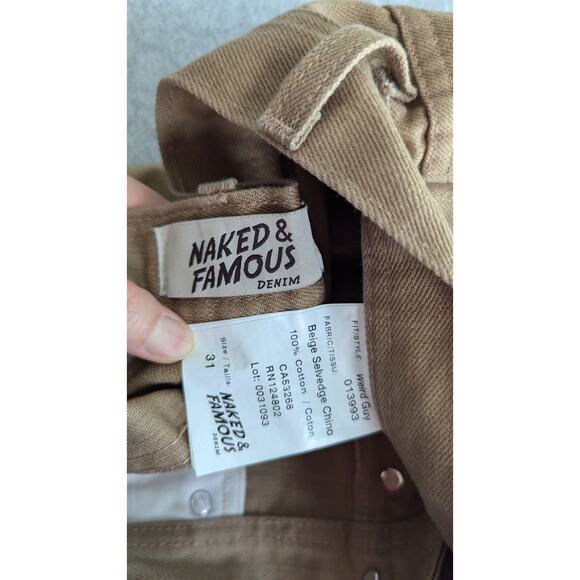 NAKED &
FAMOUS
DENIM
FIT/STYLE: Weird Guy
013993
FABRIC/TISSU:
Beige Selvedge Chino
100% Cotton / Coton
CA53268
RN124802
Lot: 0031093
Size / Taille:
31
NAKED &
FAMOUS
DENIM